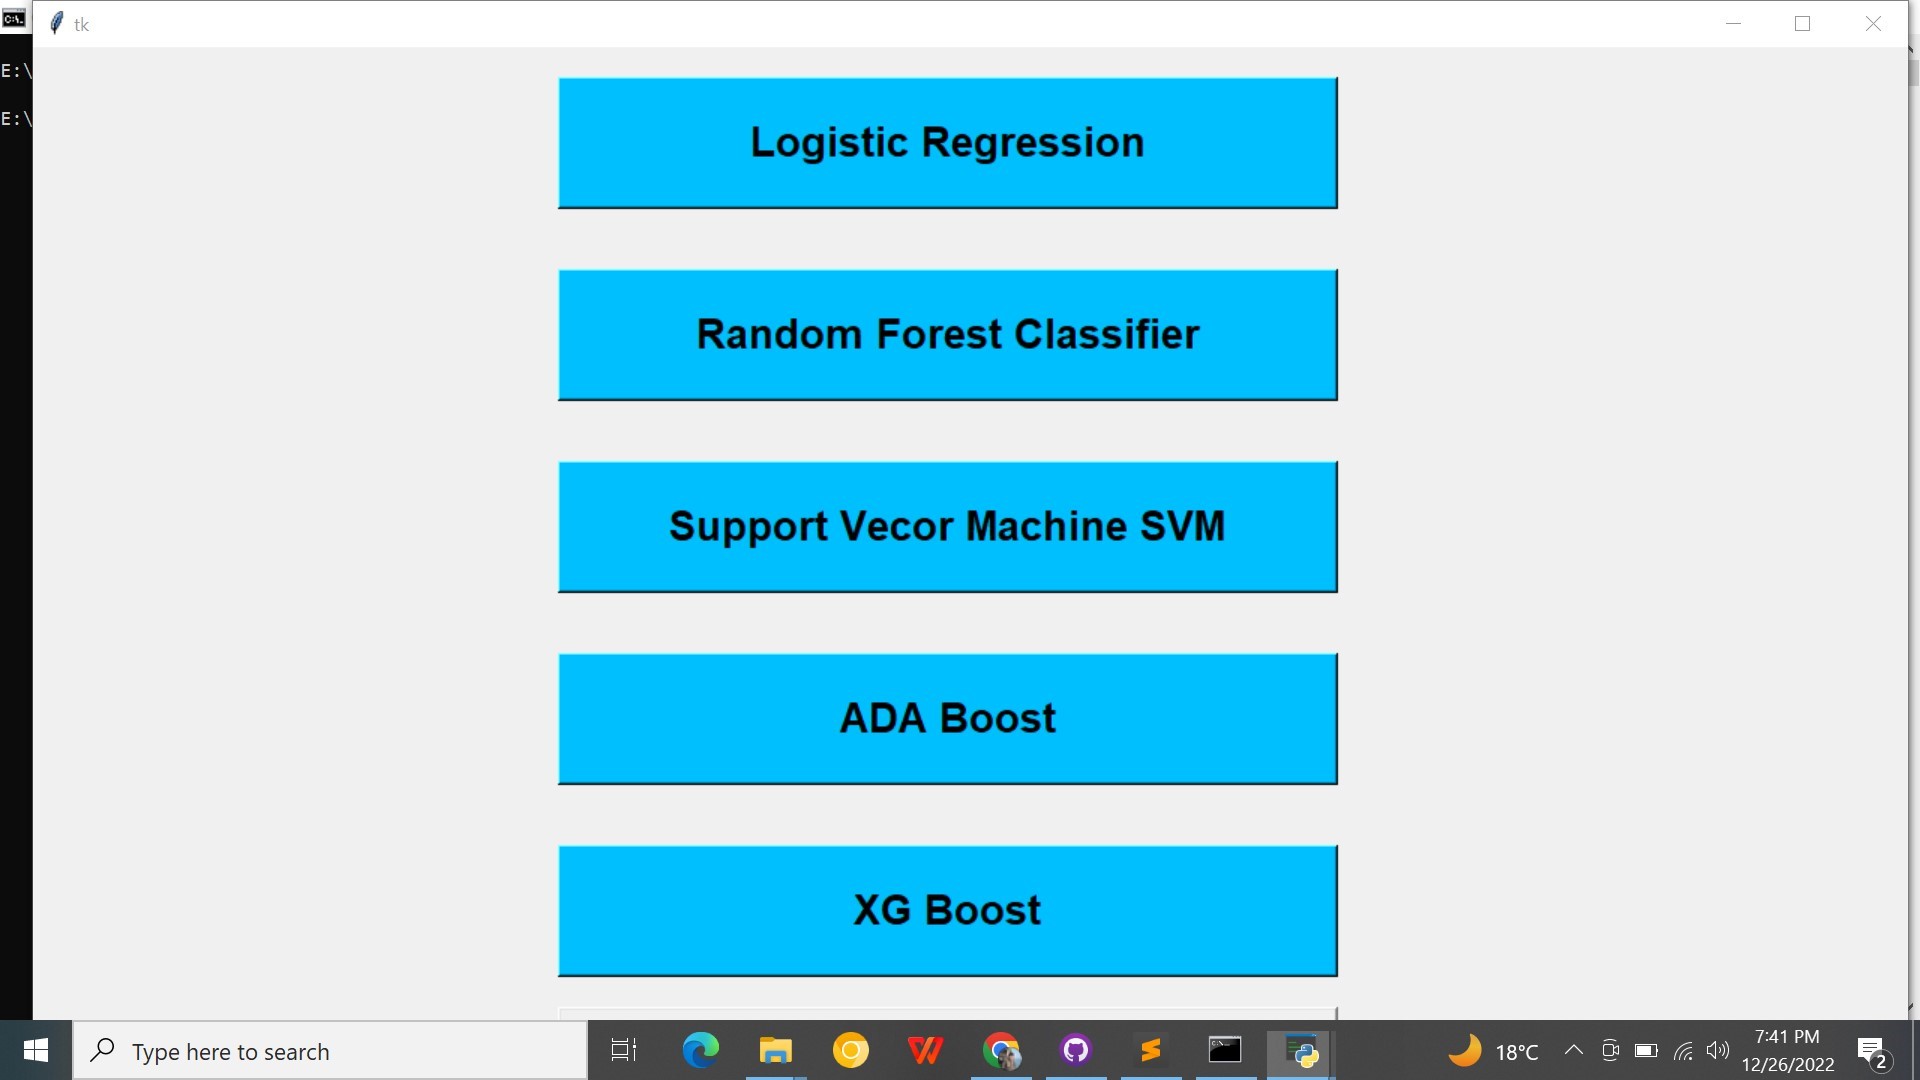 tk
E:\
E:\
Logistic Regression
Random Forest Classifier
Support Vecor Machine SVM
ADA Boost
XG Boost
Type here to search
18°C
7:41 PM
12/26/2022
2